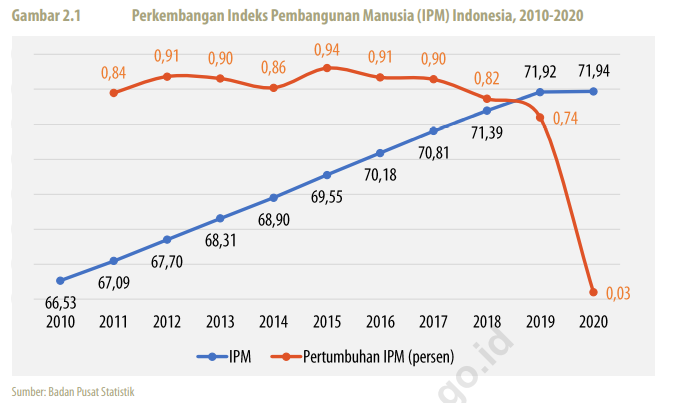 Gambar 2.1 Perkembangan Indeks Pembangunan Manusia (IPM) Indonesia, 2010-2020
0,84 0,91 0,90 0,86 0,94 0,91 0,90 0,82 0,74 0,03
66,53 67,09 67,70 68,31 68,90 69,55 70,18 70,81 71,39 71,92 71,94
2010 2011 2012 2013 2014 2015 2016 2017 2018 2019 2020
IPM Pertumbuhan IPM (persen)
go.id
Sumber: Badan Pusat Statistik